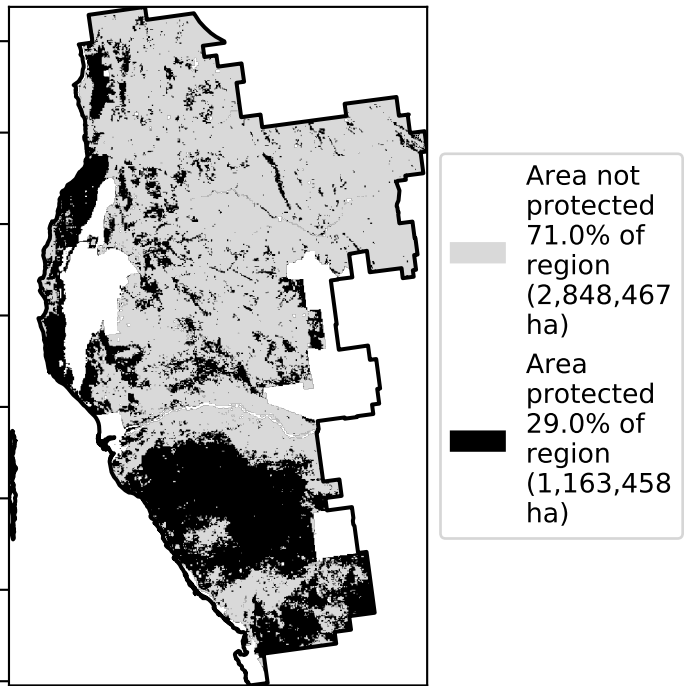 Area not
protected
71.0% of
region
(2,848,467
ha)
Area
protected
29.0% of
region
(1,163,458
ha)